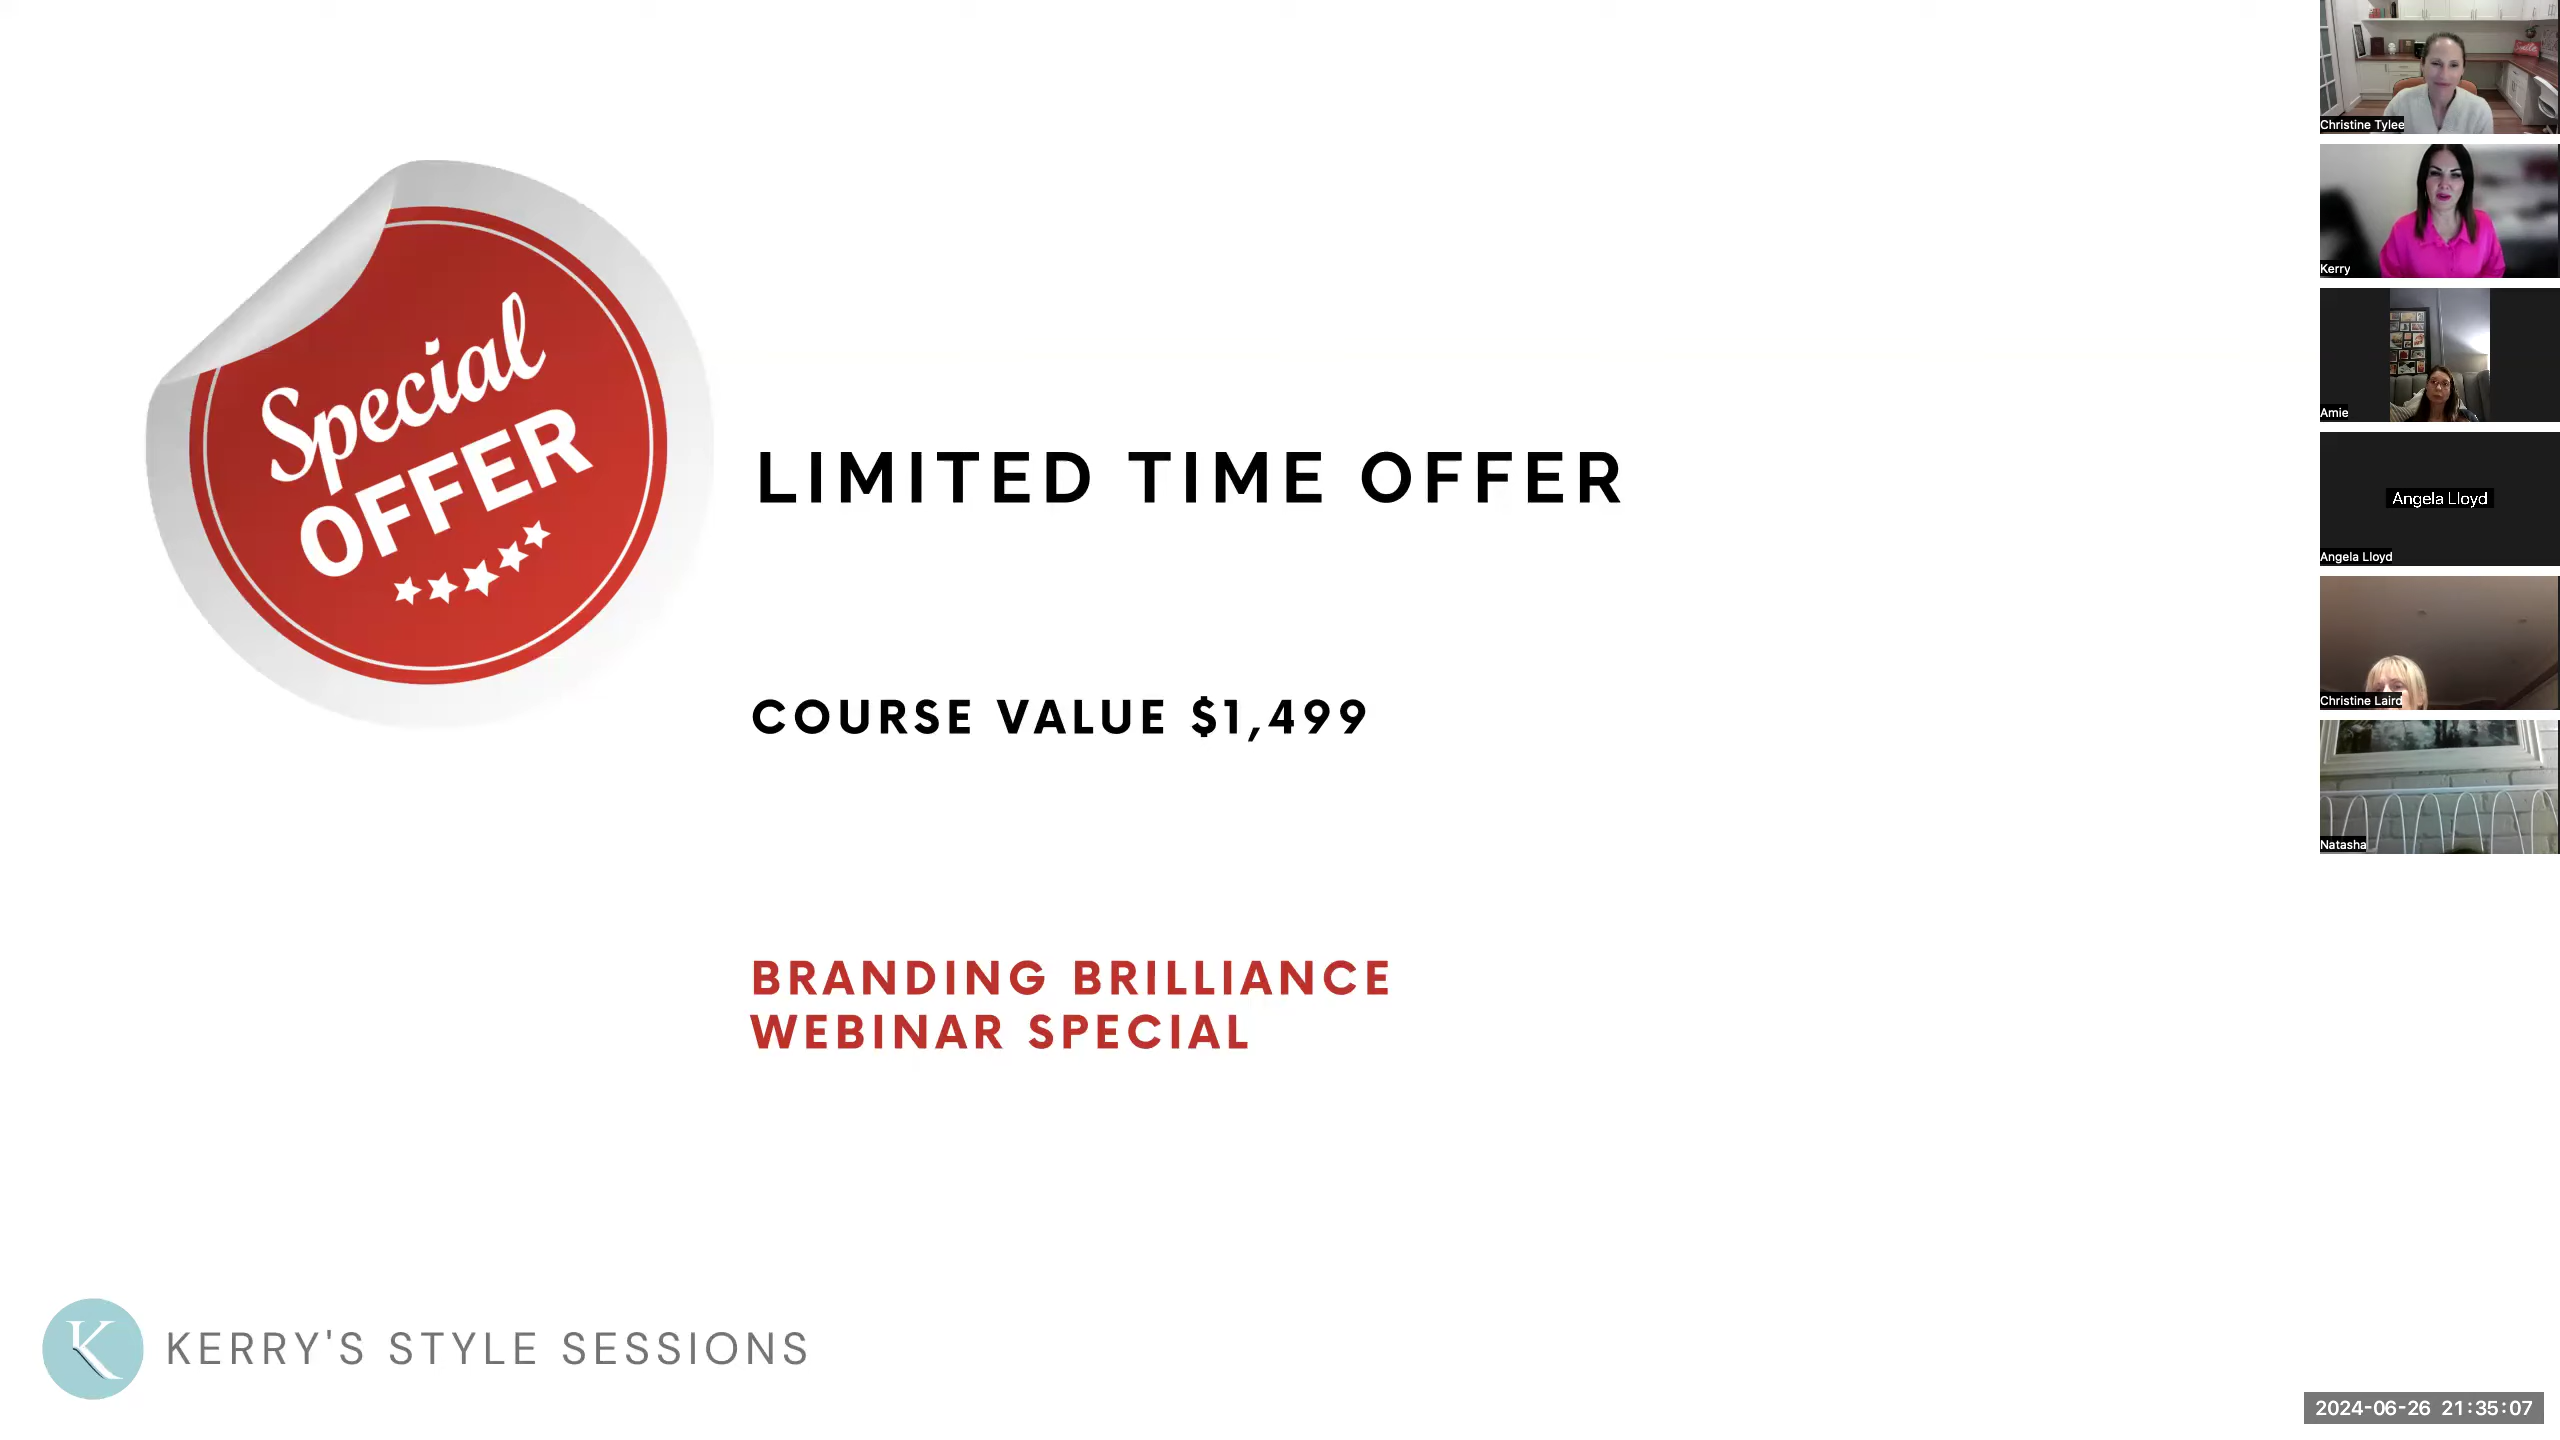 Special
OFFER
LIMITED TIME OFFER
COURSE VALUE $1,499
BRANDING BRILLIANCE
WEBINAR SPECIAL
K
KERRY'S STYLE SESSIONS
Christine Tylee
Kerry
Amie
Angela Lloyd
Angela Lloyd
Christine Laird
Natasha
2024-06-26 21:35:07